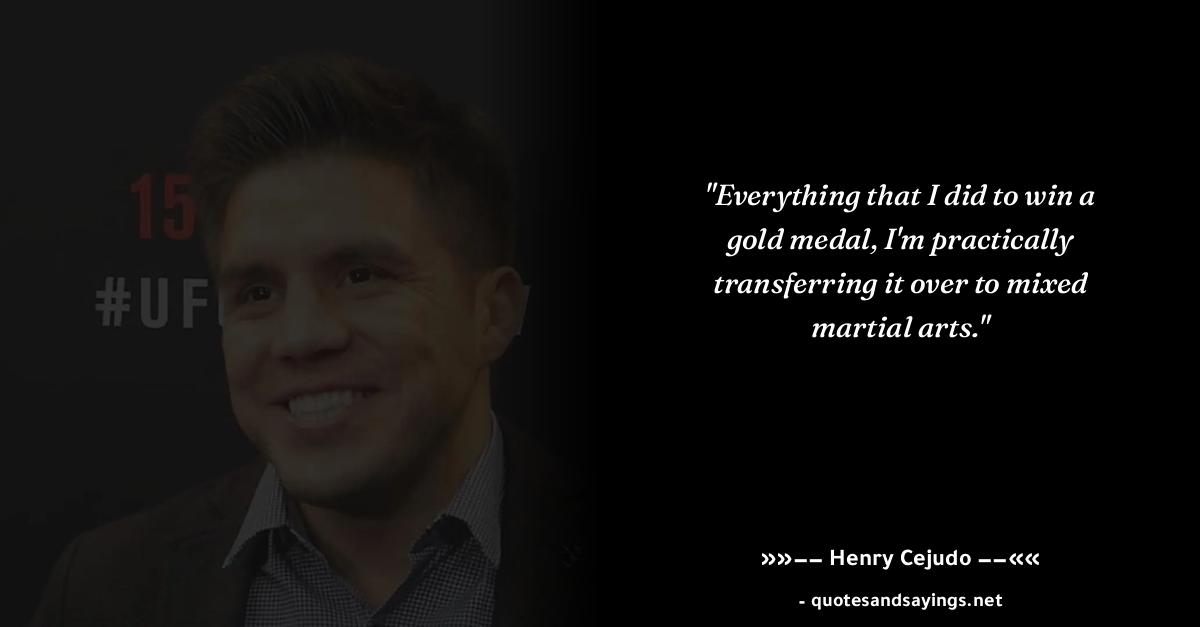 15
#UF
"Everything that I did to win a
gold medal, I'm practically
transferring it over to mixed
martial arts."
»»—— Henry Cejudo ——««
- quotesandsayings.net